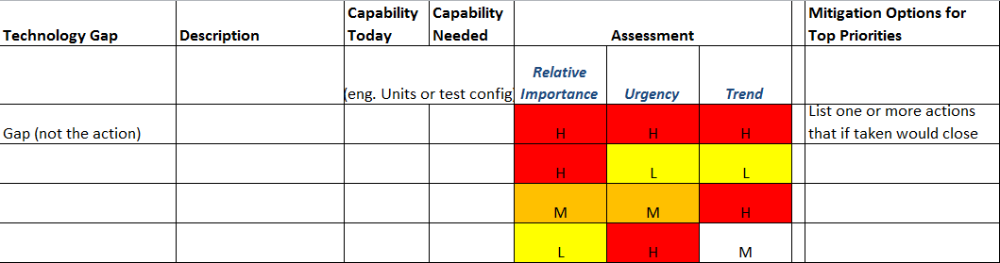 Technology Gap Description Capability Today Capability Needed Assessment Mitigation Options for Top Priorities
(eng. Units or test config) Relative Importance Urgency Trend
Gap (not the action) H H H List one or more actions that if taken would close
H L L
M M H
L H M